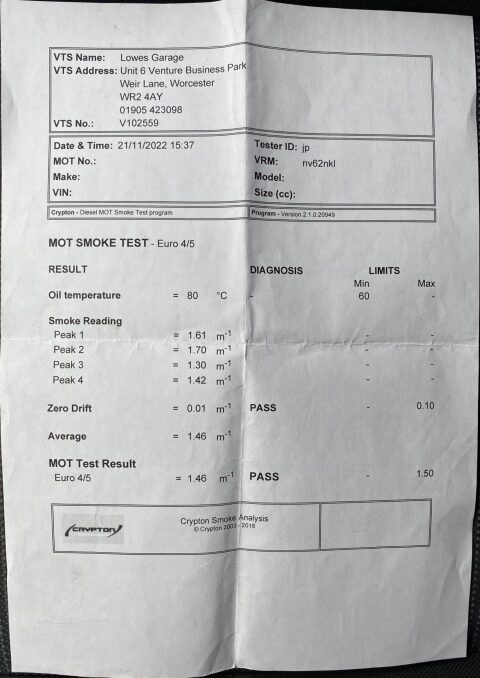 VTS Name: Lowes Garage
VTS Address: Unit 6 Venture Business Park
Weir Lane, Worcester
WR2 4AY
01905 423098
VTS No.: V102559
Date & Time: 21/11/2022 15:37 Tester ID: jp
MOT No.: VRM: nv62nkl
Make: Model:
VIN: Size (cc):
Crypton - Diesel MOT Smoke Test program Program - Version 2.1.0.20949
MOT SMOKE TEST - Euro 4/5
RESULT DIAGNOSIS LIMITS
Min Max
Oil temperature = 80 °C - 60 -
Smoke Reading
Peak 1 = 1.61 m-1 - -
Peak 2 = 1.70 m-1 - -
Peak 3 = 1.30 m-1 - -
Peak 4 = 1.42 m-1 - -
Zero Drift = 0.01 m-1 PASS - 0.10
Average = 1.46 m-1
MOT Test Result
Euro 4/5 = 1.46 m-1 PASS - 1.50
CRYPTON Crypton Smoke Analysis
© Crypton 2003 - 2018